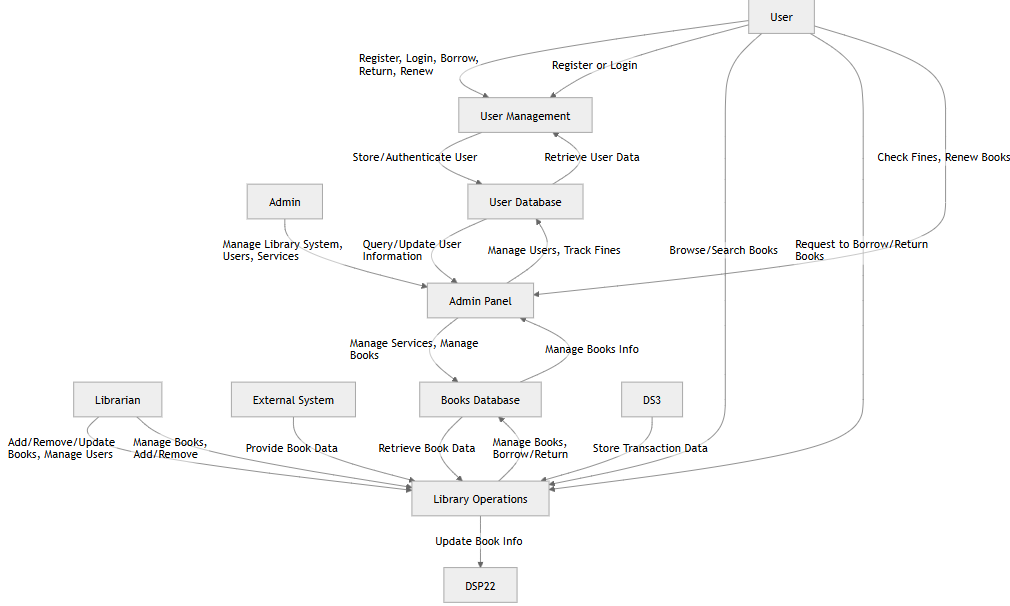 User
Register, Login, Borrow,
Return, Renew
Register or Login
User Management
Store/Authenticate User
Retrieve User Data
Check Fines, Renew Books
Admin
User Database
Manage Library System,
Users, Services
Query/Update User
Information
Manage Users, Track Fines
Browse/Search Books
Request to Borrow/Return
Books
Admin Panel
Manage Services, Manage
Books
Manage Books Info
Librarian
External System
Books Database
DS3
Add/Remove/Update
Books, Manage Users
Manage Books,
Add/Remove
Provide Book Data
Retrieve Book Data
Manage Books,
Borrow/Return
Store Transaction Data
Library Operations
Update Book Info
DSP22